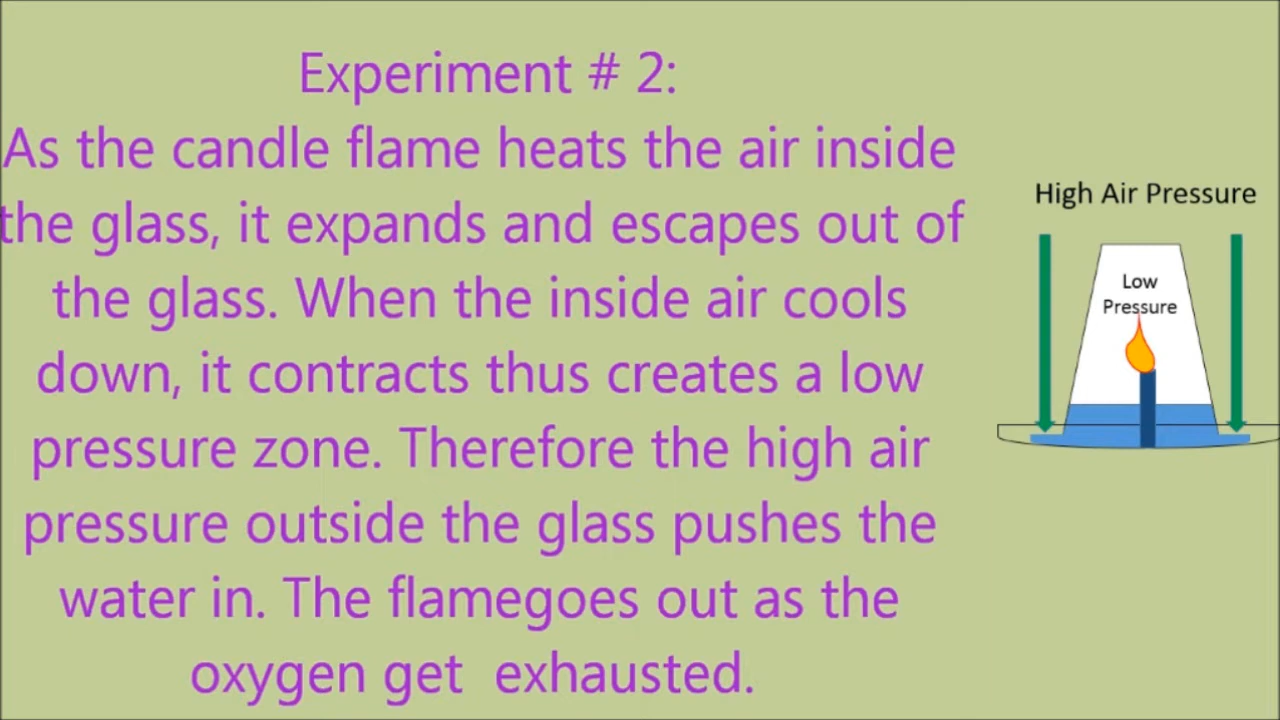 Experiment # 2:
As the candle flame heats the air inside
the glass, it expands and escapes out of
the glass. When the inside air cools
down, it contracts thus creates a low
pressure zone. Therefore the high air
pressure outside the glass pushes the
water in. The flamegoes out as the
oxygen get  exhausted.
High Air Pressure
Low
Pressure